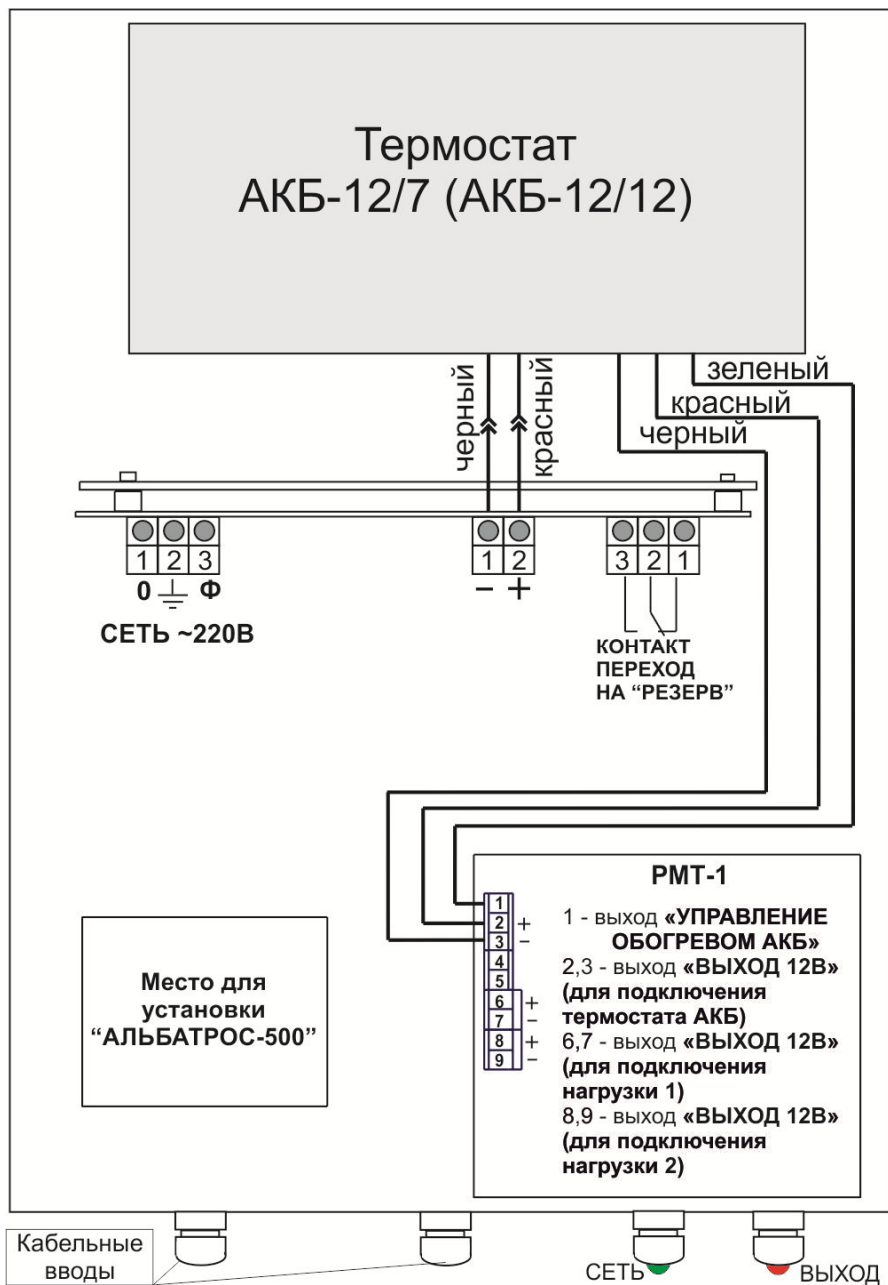 Термостат
АКБ-12/7 (АКБ-12/12)
черный
красный
зеленый
красный
черный
1 2 3
0 Ф
СЕТЬ ~220В
1 2
- +
3 2 1
КОНТАКТ
ПЕРЕХОД
НА “РЕЗЕРВ”
Место для
установки
“АЛЬБАТРОС-500”
РМТ-1
1
2 +
3 -
4
5
6 +
7 -
8 +
9 -
1 - выход «УПРАВЛЕНИЕ
ОБОГРЕВОМ АКБ»
2,3 - выход «ВЫХОД 12В»
(для подключения
термостата АКБ)
6,7 - выход «ВЫХОД 12В»
(для подключения
нагрузки 1)
8,9 - выход «ВЫХОД 12В»
(для подключения
нагрузки 2)
Кабельные
вводы
СЕТЬ
ВЫХОД